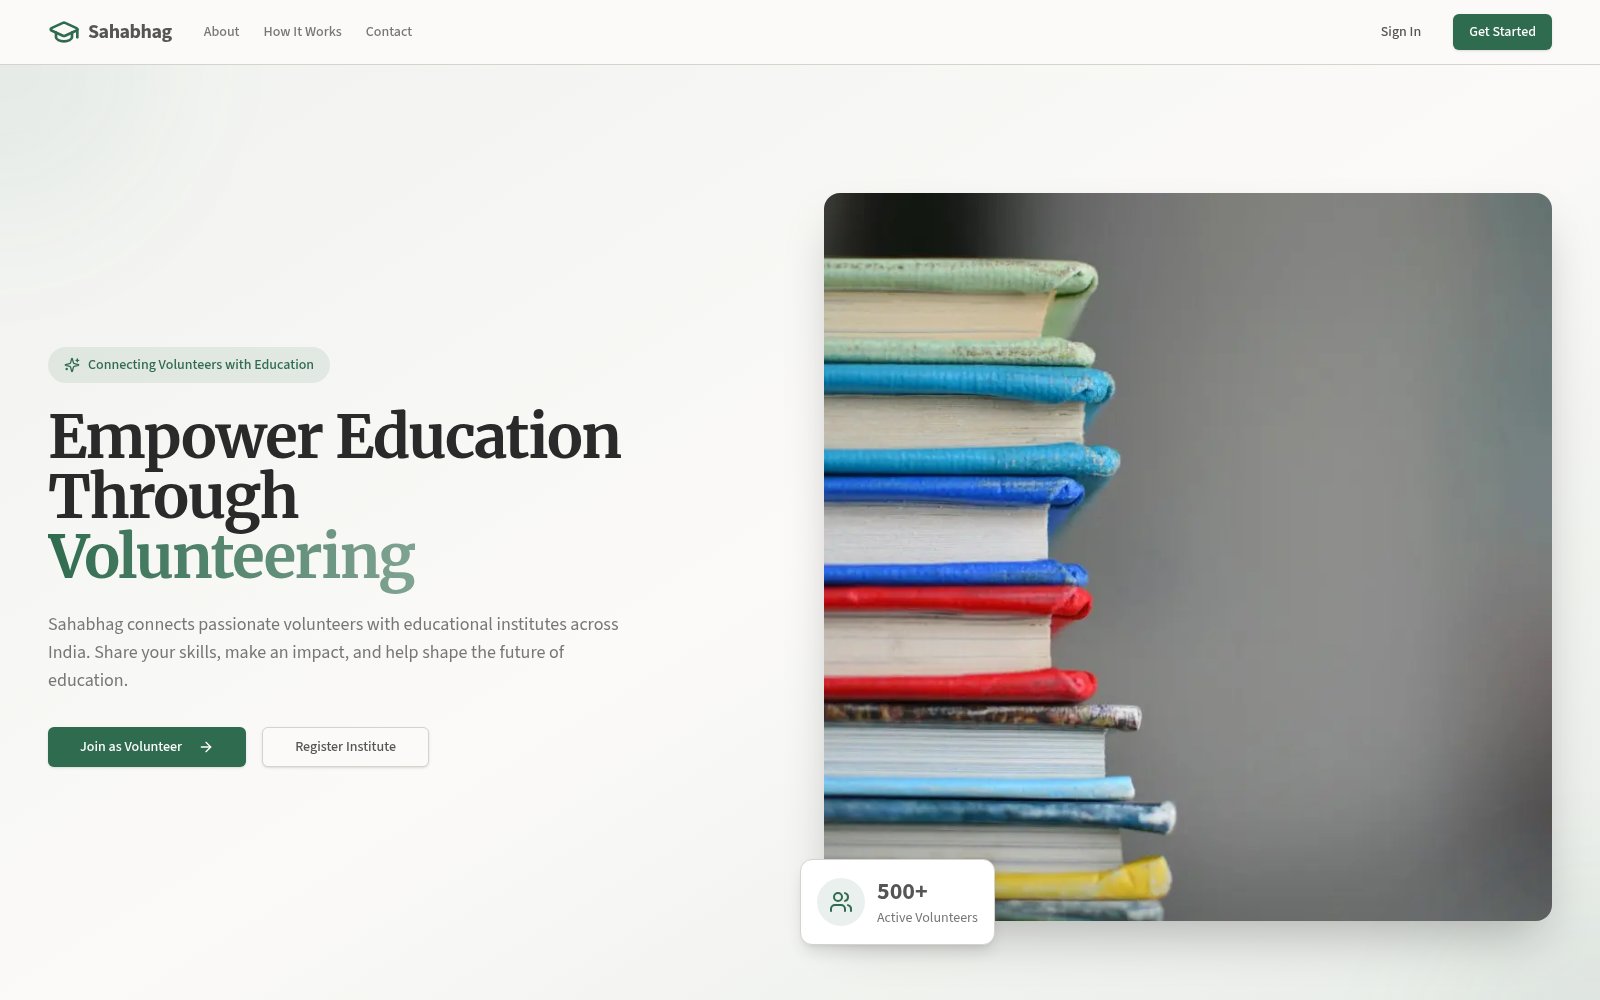 Sahabhag
About
How It Works
Contact
Sign In
Get Started
Connecting Volunteers with Education
Empower Education
Through
Volunteering
Sahabhag connects passionate volunteers with educational institutes across
India. Share your skills, make an impact, and help shape the future of
education.
Join as Volunteer
Register Institute
500+
Active Volunteers